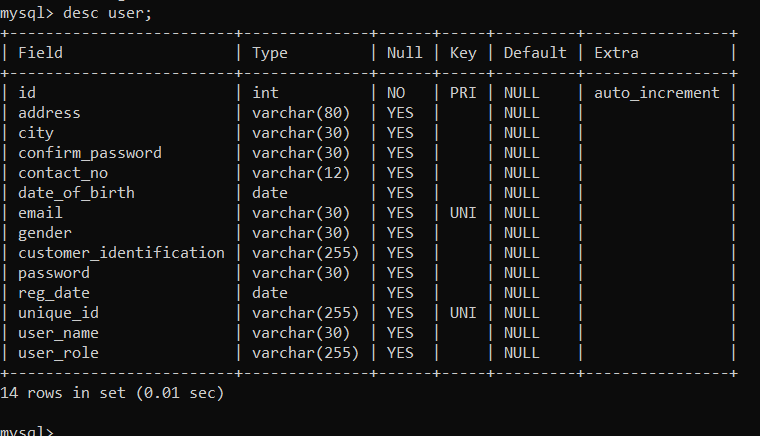 mysql> desc user;
+-------------------------+--------------+------+-----+---------+----------------+
| Field                   | Type         | Null | Key | Default | Extra          |
+-------------------------+--------------+------+-----+---------+----------------+
| id                      | int          | NO   | PRI | NULL    | auto_increment |
| address                 | varchar(80)  | YES  |     | NULL    |                |
| city                    | varchar(30)  | YES  |     | NULL    |                |
| confirm_password        | varchar(30)  | YES  |     | NULL    |                |
| contact_no              | varchar(12)  | YES  |     | NULL    |                |
| date_of_birth           | date         | YES  |     | NULL    |                |
| email                   | varchar(30)  | YES  | UNI | NULL    |                |
| gender                  | varchar(30)  | YES  |     | NULL    |                |
| customer_identification | varchar(255) | YES  |     | NULL    |                |
| password                | varchar(30)  | YES  |     | NULL    |                |
| reg_date                | date         | YES  |     | NULL    |                |
| unique_id               | varchar(255) | YES  | UNI | NULL    |                |
| user_name               | varchar(30)  | YES  |     | NULL    |                |
| user_role               | varchar(255) | YES  |     | NULL    |                |
+-------------------------+--------------+------+-----+---------+----------------+
14 rows in set (0.01 sec)
mysql>